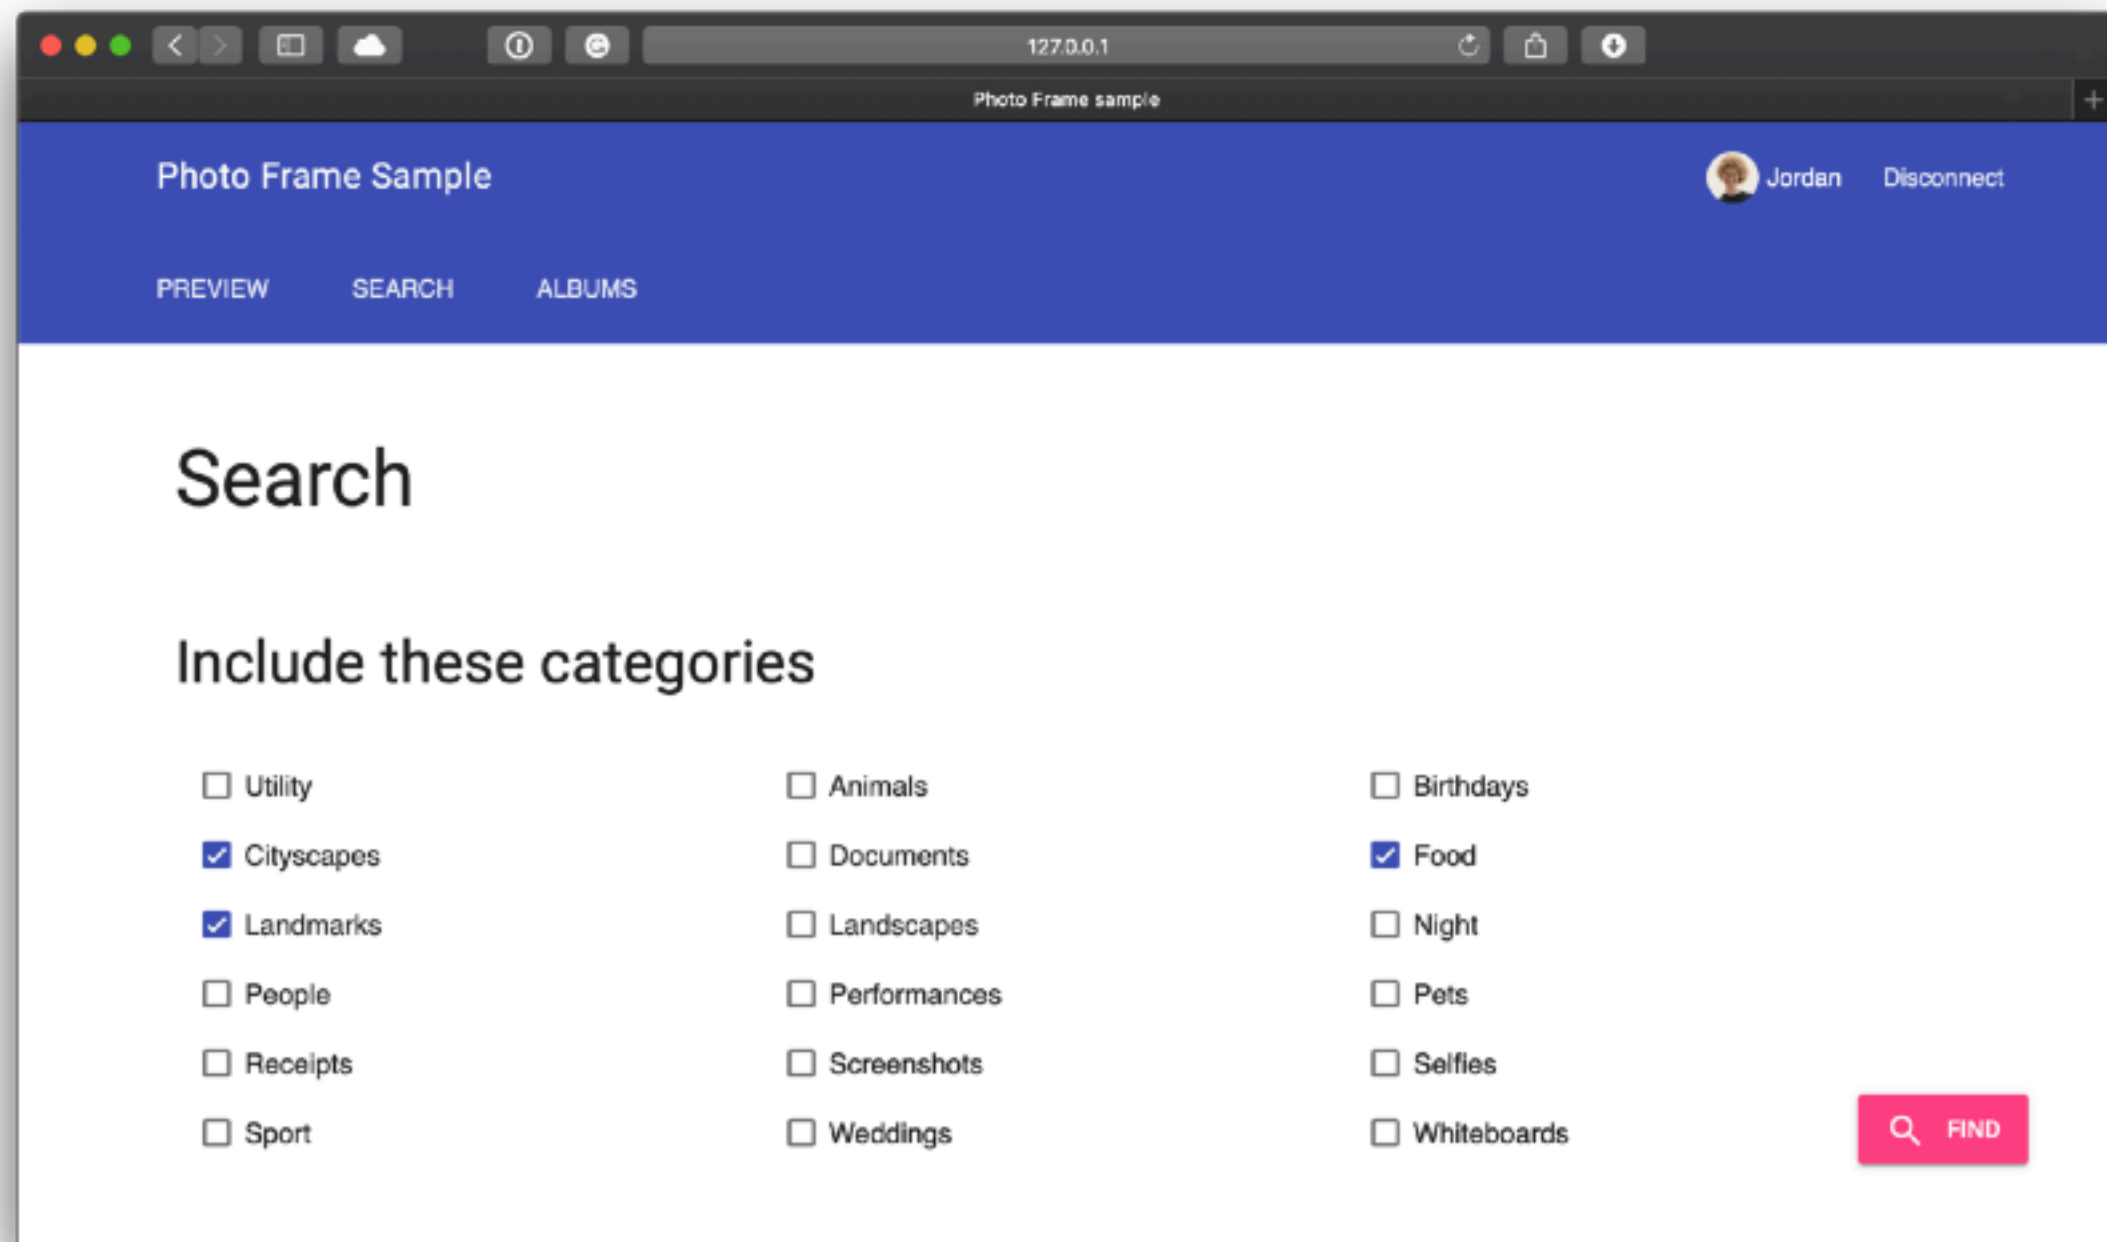 127.0.0.1
Photo Frame sample
Photo Frame Sample
Jordan Disconnect
PREVIEW SEARCH ALBUMS
Search
Include these categories
Utility Animals Birthdays
Cityscapes Documents Food
Landmarks Landscapes Night
People Performances Pets
Receipts Screenshots Selfies
Sport Weddings Whiteboards
FIND